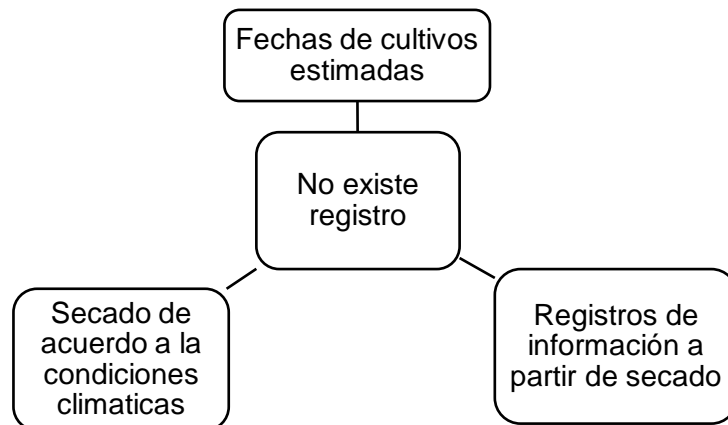 Fechas de cultivos
estimadas
No existe
registro
Secado de
acuerdo a la
condiciones
climaticas
Registros de
información a
partir de secado